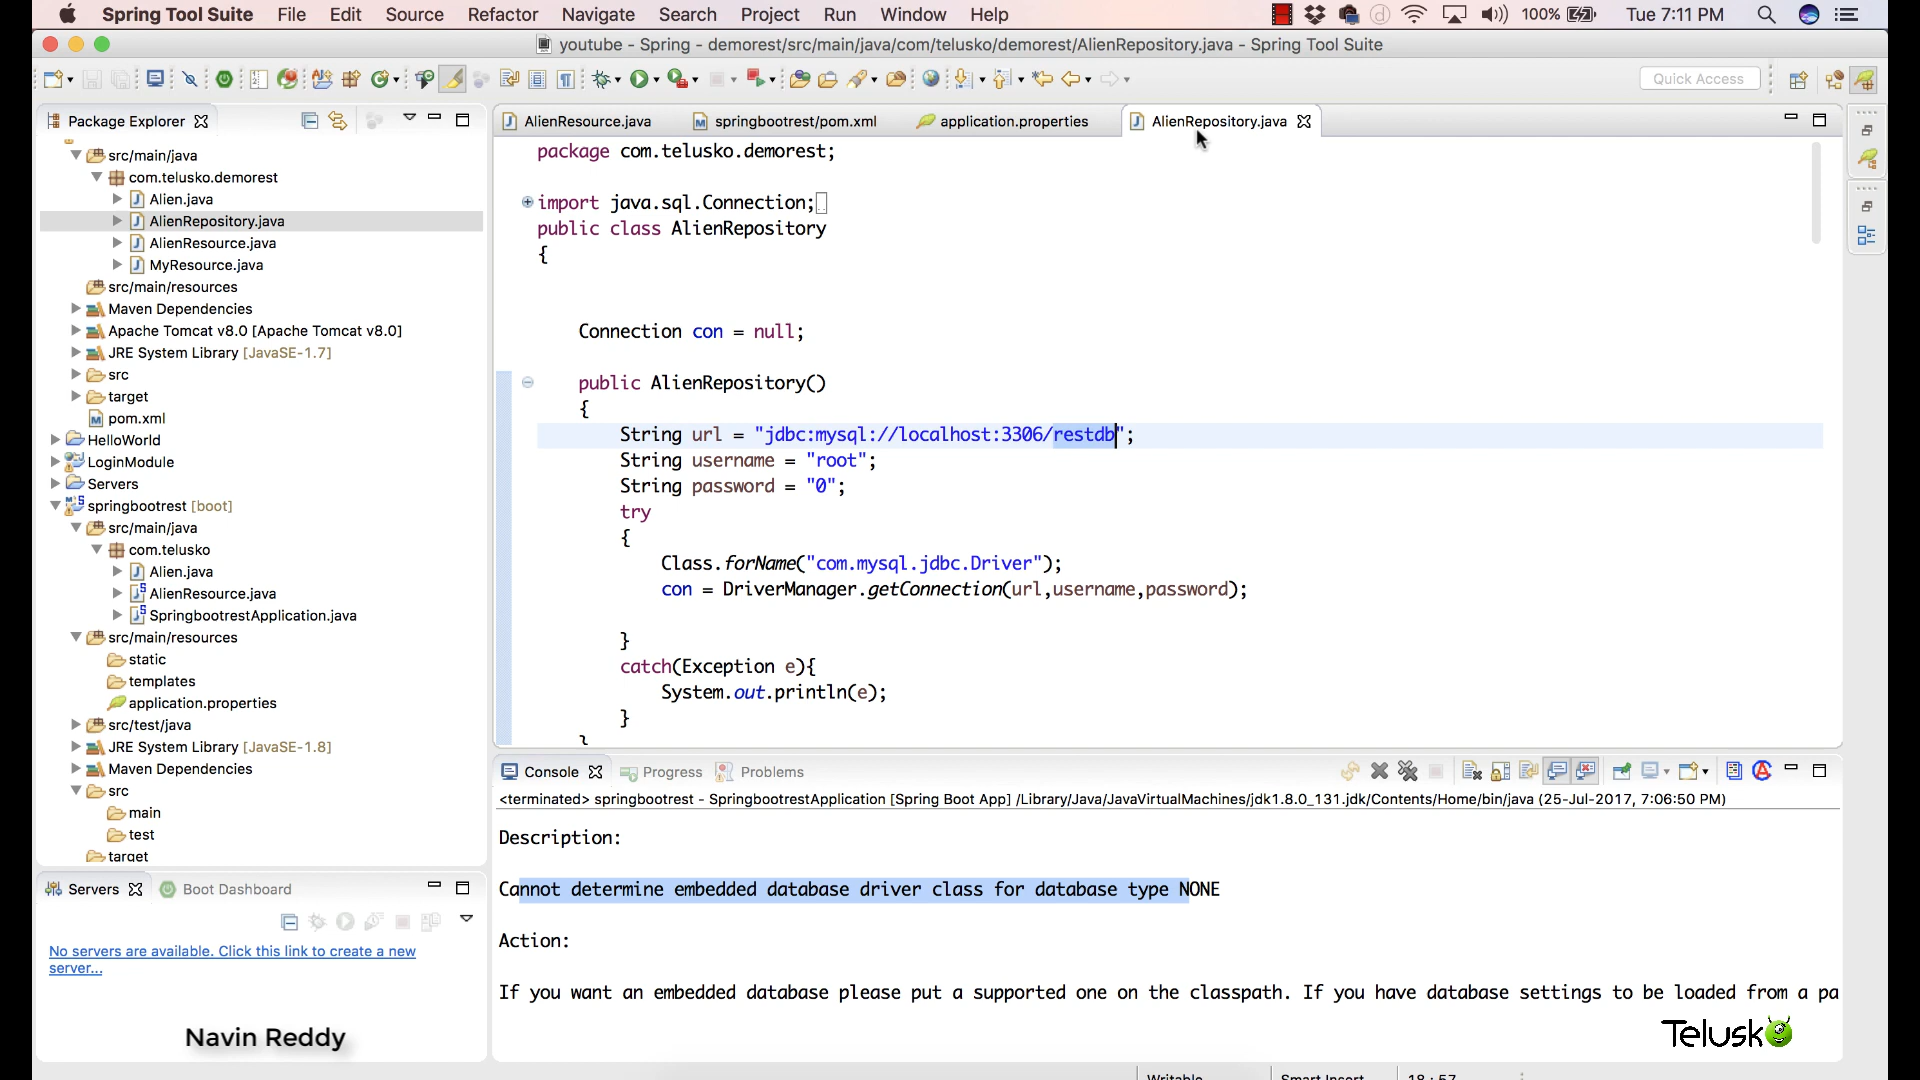 Spring Tool Suite File Edit Source Refactor Navigate Search Project Run Window Help 100% Tue 7:11 PM
youtube - Spring - demorest/src/main/java/com/telusko/demorest/AlienRepository.java - Spring Tool Suite
Quick Access
Package Explorer
src/main/java
com.telusko.demorest
Alien.java
AlienRepository.java
AlienResource.java
MyResource.java
src/main/resources
Maven Dependencies
Apache Tomcat v8.0 [Apache Tomcat v8.0]
JRE System Library [JavaSE-1.7]
src
target
pom.xml
HelloWorld
LoginModule
Servers
springbootrest [boot]
src/main/java
com.telusko
Alien.java
AlienResource.java
SpringbootrestApplication.java
src/main/resources
static
templates
application.properties
src/test/java
JRE System Library [JavaSE-1.8]
Maven Dependencies
src
main
test
target
AlienResource.java springbootrest/pom.xml application.properties AlienRepository.java
package com.telusko.demorest;
import java.sql.Connection;
public class AlienRepository
{
Connection con = null;
public AlienRepository()
{
String url = "jdbc:mysql://localhost:3306/restdb";
String username = "root";
String password = "0";
try
{
Class.forName("com.mysql.jdbc.Driver");
con = DriverManager.getConnection(url,username,password);
}
catch(Exception e){
System.out.println(e);
}
}
Console Progress Problems
<terminated> springbootrest - SpringbootrestApplication [Spring Boot App] /Library/Java/JavaVirtualMachines/jdk1.8.0_131.jdk/Contents/Home/bin/java (25-Jul-2017, 7:06:50 PM)
Description:
Cannot determine embedded database driver class for database type NONE
Action:
If you want an embedded database please put a supported one on the classpath. If you have database settings to be loaded from a pa
Servers Boot Dashboard
No servers are available. Click this link to create a new
server...
Navin Reddy
Telusko
Writable Smart Insert 18 : 57